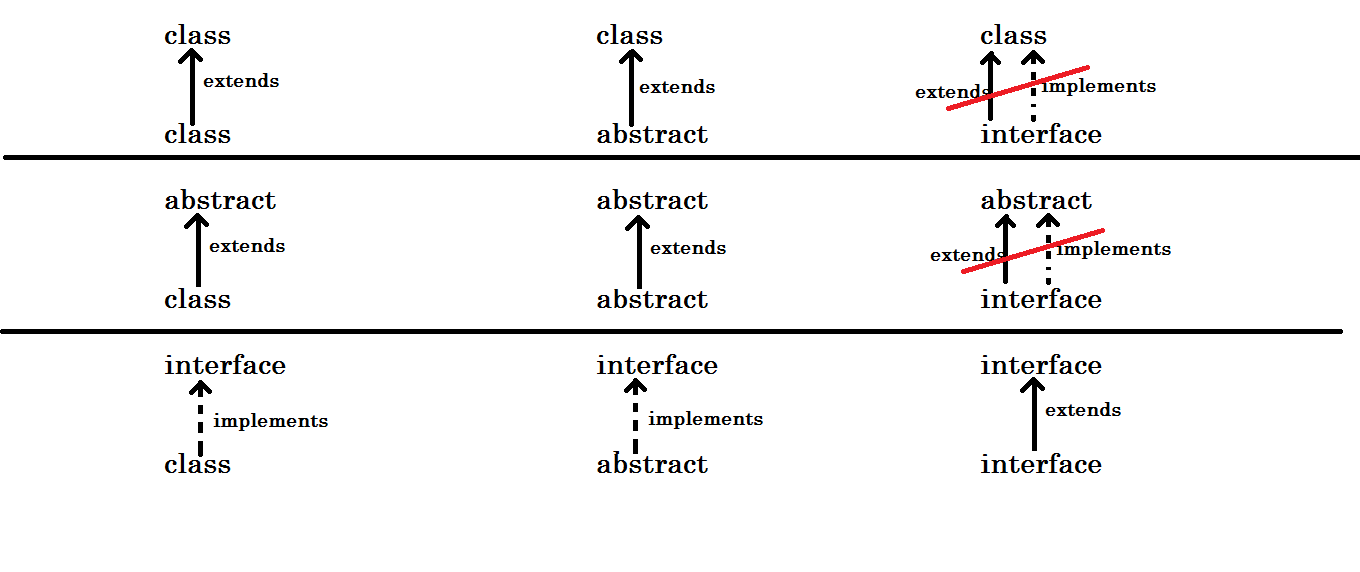 class class class
extends extends extends implements
class abstract interface
abstract abstract abstract
extends extends extends implements
class abstract interface
interface interface interface
implements implements extends
class abstract interface